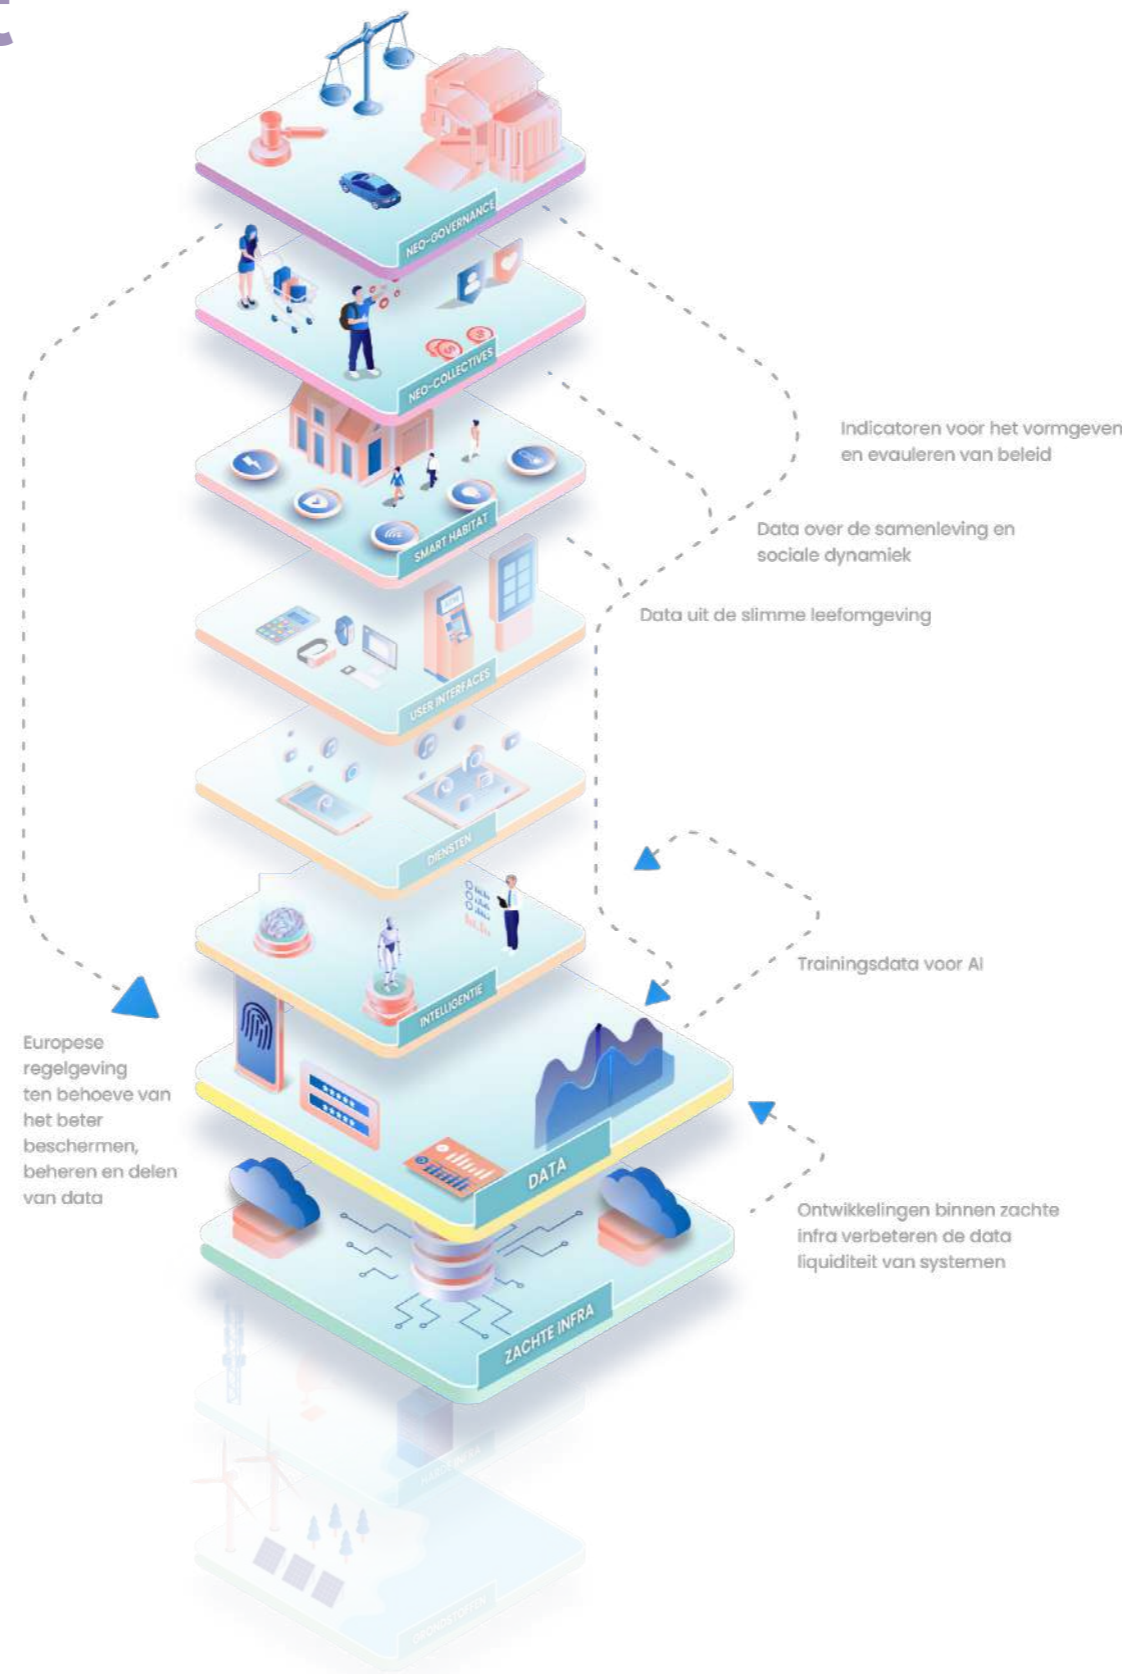 NEO-GOVERNANCE
NEO-COLLECTIVES
SMART HABITAT
USER INTERFACES
DIENSTEN
INTELLIGENTIE
DATA
ZACHTE INFRA
HARDE INFRA
GRONDSTOFFEN
Indicatoren voor het vormgeven
en evauleren van beleid
Data over de samenleving en
sociale dynamiek
Data uit de slimme leefomgeving
Trainingsdata voor AI
Europese
regelgeving
ten behoeve van
het beter
beschermen,
beheren en delen
van data
Ontwikkelingen binnen zachte
infra verbeteren de data
liquiditeit van systemen